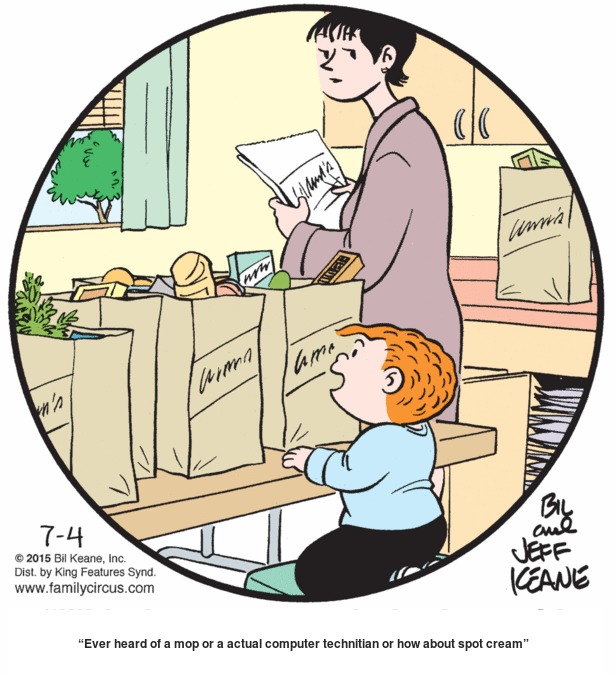 7-4
© 2015 Bil Keane, Inc.
Dist. by King Features Synd.
www.familycircus.com
BIL
and
JEFF
KEANE
“Ever heard of a mop or a actual computer technitian or how about spot cream”